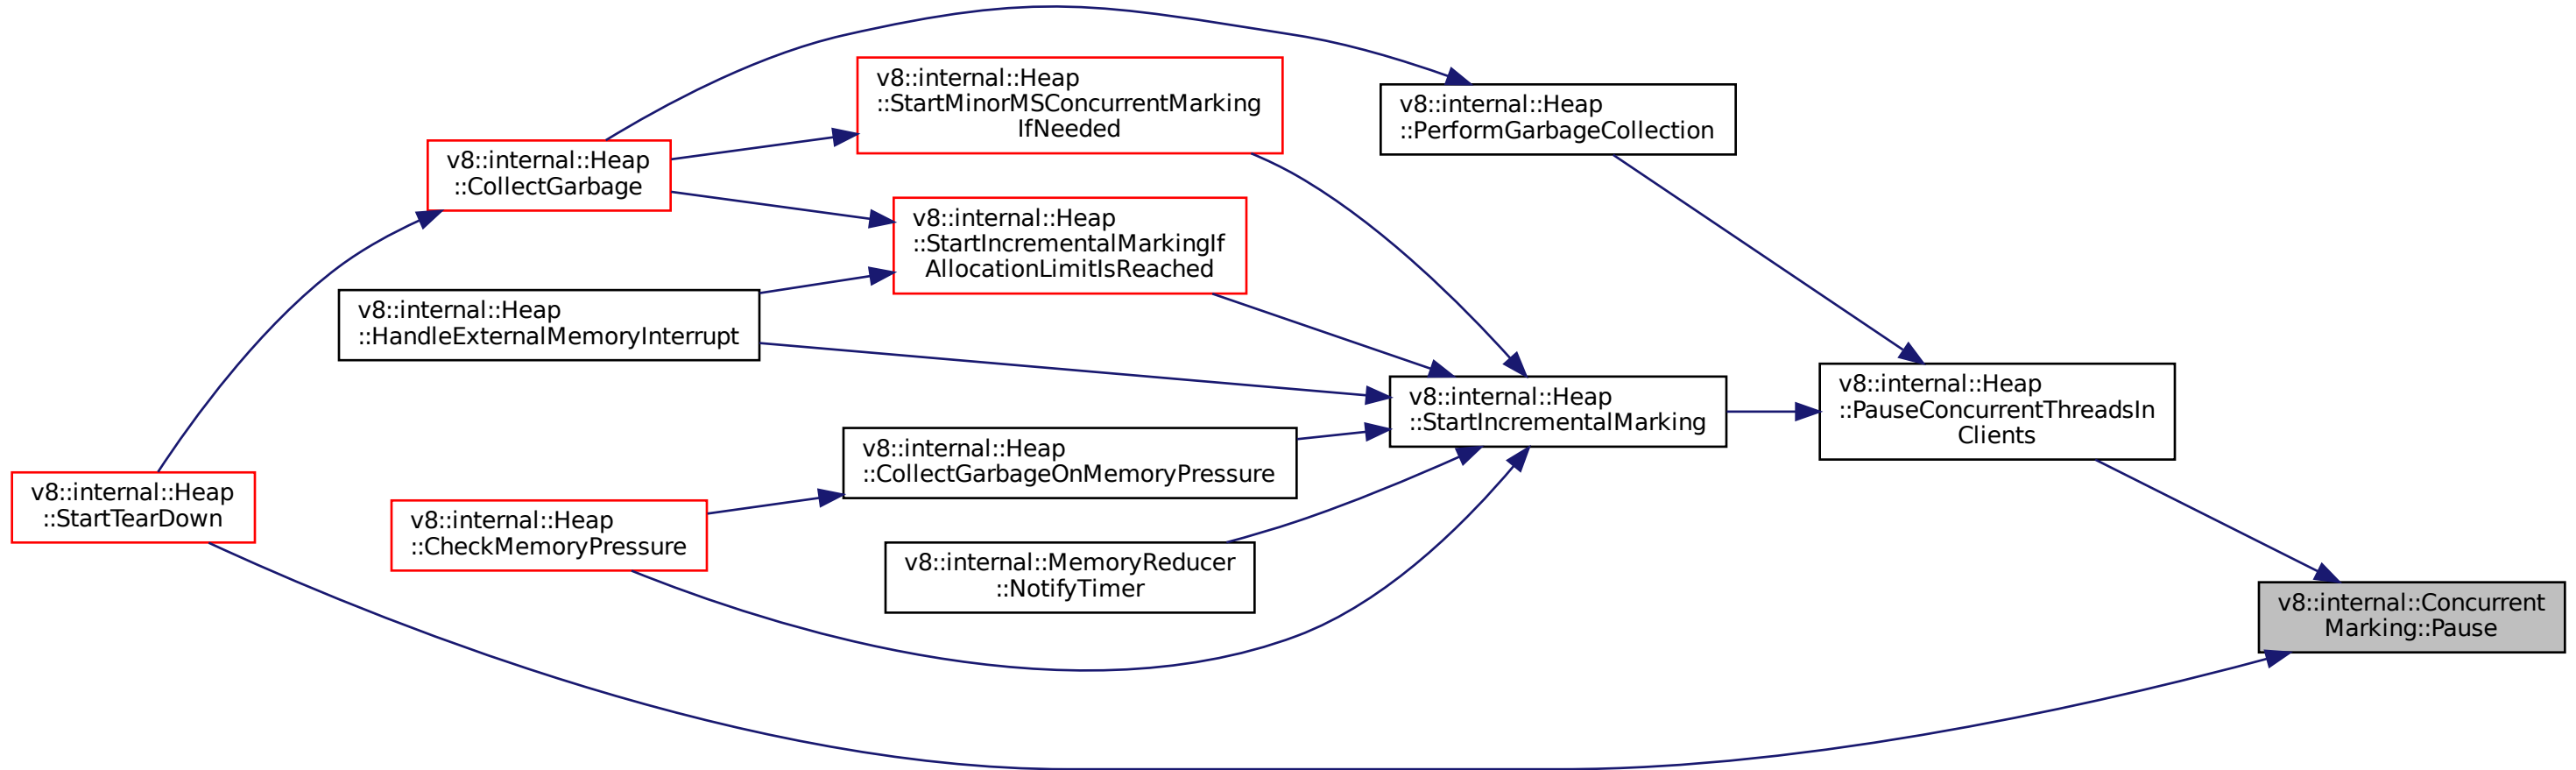 v8::internal::Heap
::StartMinorMSConcurrentMarking
IfNeeded
v8::internal::Heap
::PerformGarbageCollection
v8::internal::Heap
::CollectGarbage
v8::internal::Heap
::StartIncrementalMarkingIf
AllocationLimitIsReached
v8::internal::Heap
::HandleExternalMemoryInterrupt
v8::internal::Heap
::StartIncrementalMarking
v8::internal::Heap
::PauseConcurrentThreadsIn
Clients
v8::internal::Heap
::CollectGarbageOnMemoryPressure
v8::internal::Heap
::StartTearDown
v8::internal::Heap
::CheckMemoryPressure
v8::internal::MemoryReducer
::NotifyTimer
v8::internal::Concurrent
Marking::Pause